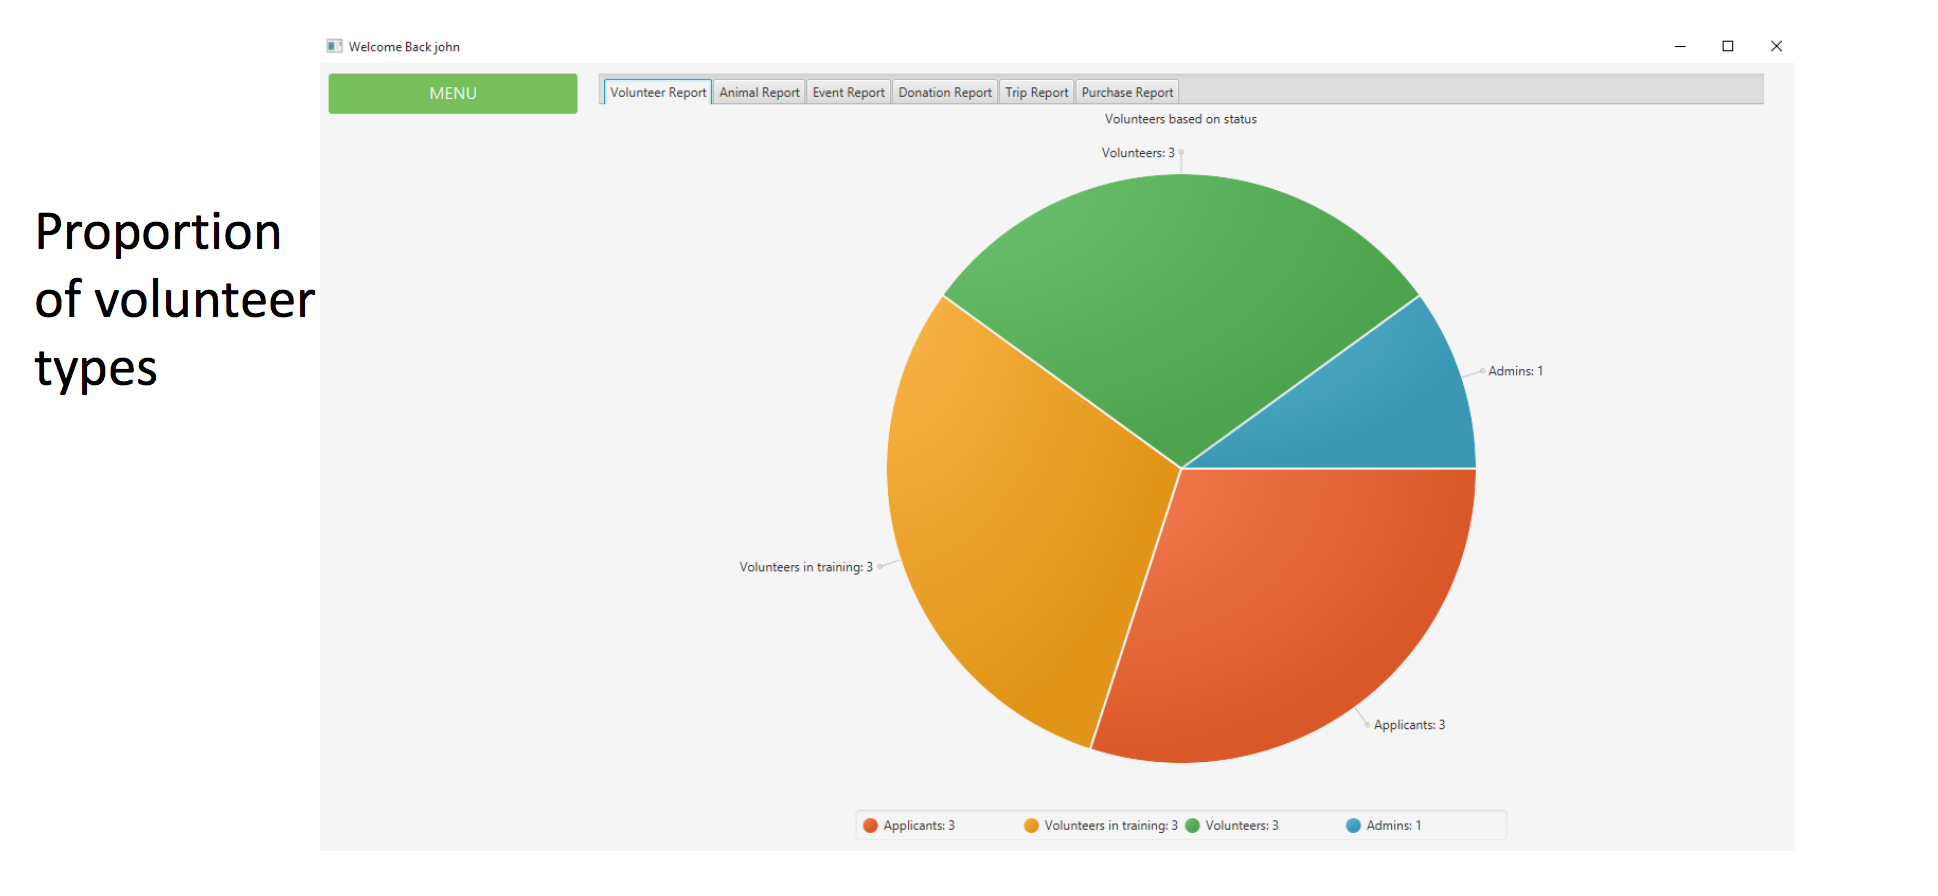 Welcome Back john
MENU
Volunteer Report Animal Report Event Report Donation Report Trip Report Purchase Report
Volunteers based on status
Volunteers: 3
Proportion
of volunteer
types
Admins: 1
Volunteers in training: 3
Applicants: 3
Applicants: 3 Volunteers in training: 3 Volunteers: 3 Admins: 1